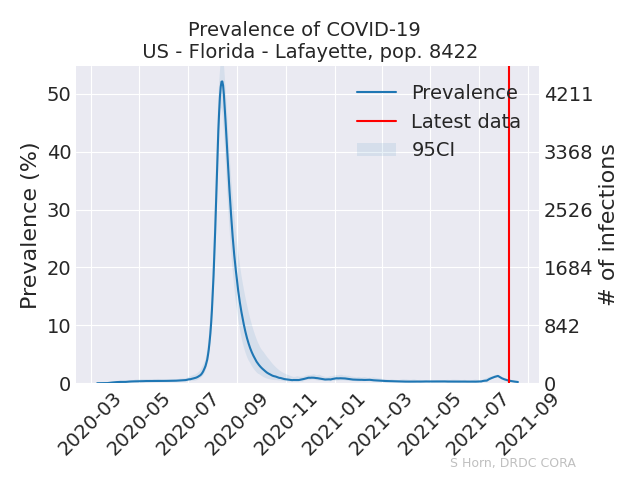 Prevalence of COVID-19
US - Florida - Lafayette, pop. 8422
Prevalence (%)
50
40
30
20
10
0
Prevalence
Latest data
95CI
4211
3368
2526
1684
842
0
# of infections
2020-03
2020-05
2020-07
2020-09
2020-11
2021-01
2021-03
2021-05
2021-07
2021-09
S Horn, DRDC CORA